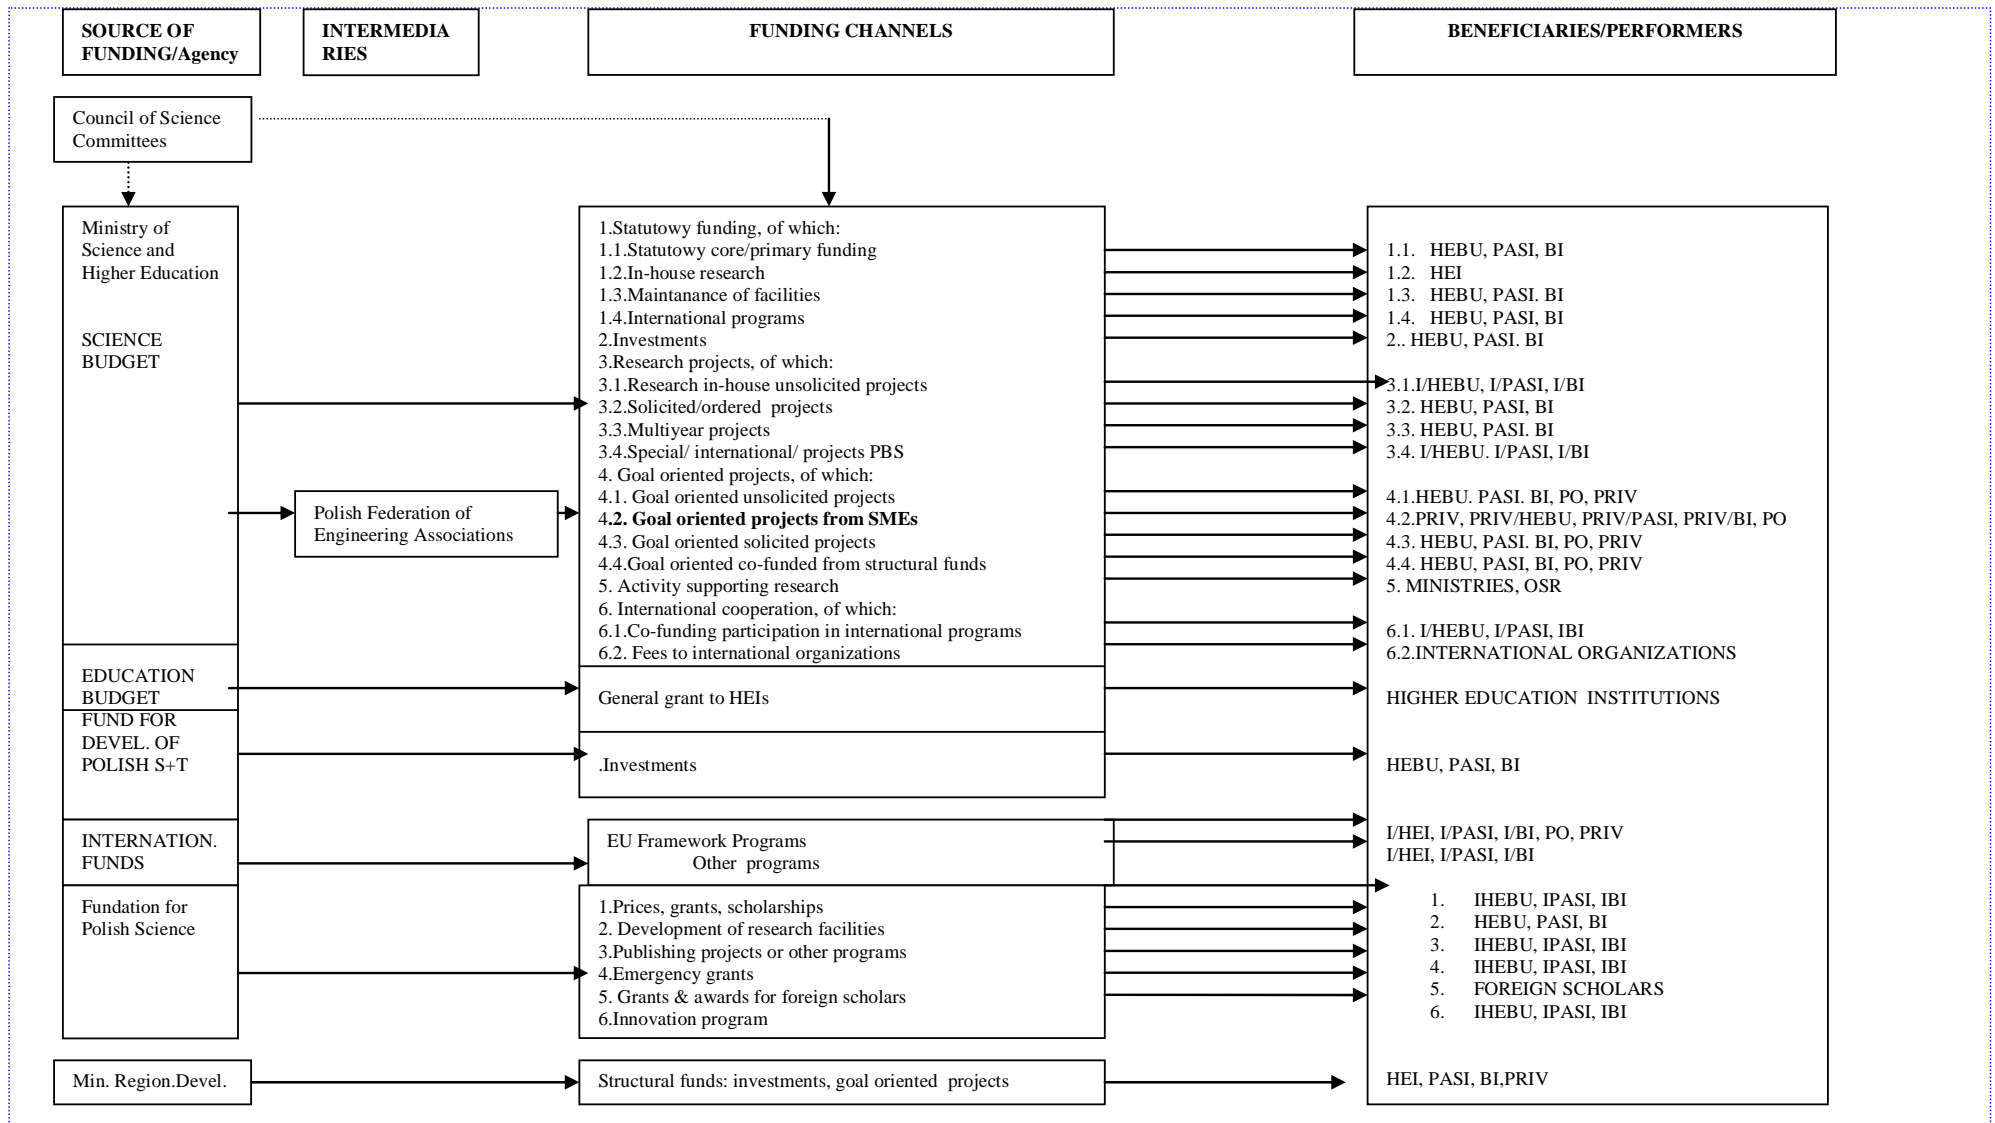 SOURCE OF
FUNDING/Agency
INTERMEDIA
RIES
FUNDING CHANNELS
BENEFICIARIES/PERFORMERS
Council of Science
Committees
Ministry of
Science and
Higher Education
SCIENCE
BUDGET
Polish Federation of
Engineering Associations
1.Statutowy funding, of which:
1.1.Statutowy core/primary funding
1.2.In-house research
1.3.Maintanance of facilities
1.4.International programs
2.Investments
3.Research projects, of which:
3.1.Research in-house unsolicited projects
3.2.Solicited/ordered projects
3.3.Multiyear projects
3.4.Special/ international/ projects PBS
4. Goal oriented projects, of which:
4.1. Goal oriented unsolicited projects
4.2. Goal oriented projects from SMEs
4.3. Goal oriented solicited projects
4.4.Goal oriented co-funded from structural funds
5. Activity supporting research
6. International cooperation, of which:
6.1.Co-funding participation in international programs
6.2. Fees to international organizations
1.1. HEBU, PASI, BI
1.2. HEI
1.3. HEBU, PASI. BI
1.4. HEBU, PASI, BI
2.. HEBU, PASI. BI
3.1.I/HEBU, I/PASI, I/BI
3.2. HEBU, PASI, BI
3.3. HEBU, PASI. BI
3.4. I/HEBU. I/PASI, I/BI
4.1.HEBU. PASI. BI, PO, PRIV
4.2.PRIV, PRIV/HEBU, PRIV/PASI, PRIV/BI, PO
4.3. HEBU, PASI. BI, PO, PRIV
4.4. HEBU, PASI, BI, PO, PRIV
5. MINISTRIES, OSR
6.1. I/HEBU, I/PASI, IBI
6.2.INTERNATIONAL ORGANIZATIONS
EDUCATION
BUDGET
General grant to HEIs
HIGHER EDUCATION INSTITUTIONS
FUND FOR
DEVEL. OF
POLISH S+T
.Investments
HEBU, PASI, BI
INTERNATION.
FUNDS
EU Framework Programs
Other programs
I/HEI, I/PASI, I/BI, PO, PRIV
I/HEI, I/PASI, I/BI
Fundation for
Polish Science
1.Prices, grants, scholarships
2. Development of research facilities
3.Publishing projects or other programs
4.Emergency grants
5. Grants & awards for foreign scholars
6.Innovation program
1. IHEBU, IPASI, IBI
2. HEBU, PASI, BI
3. IHEBU, IPASI, IBI
4. IHEBU, IPASI, IBI
5. FOREIGN SCHOLARS
6. IHEBU, IPASI, IBI
Min. Region.Devel.
Structural funds: investments, goal oriented projects
HEI, PASI, BI,PRIV